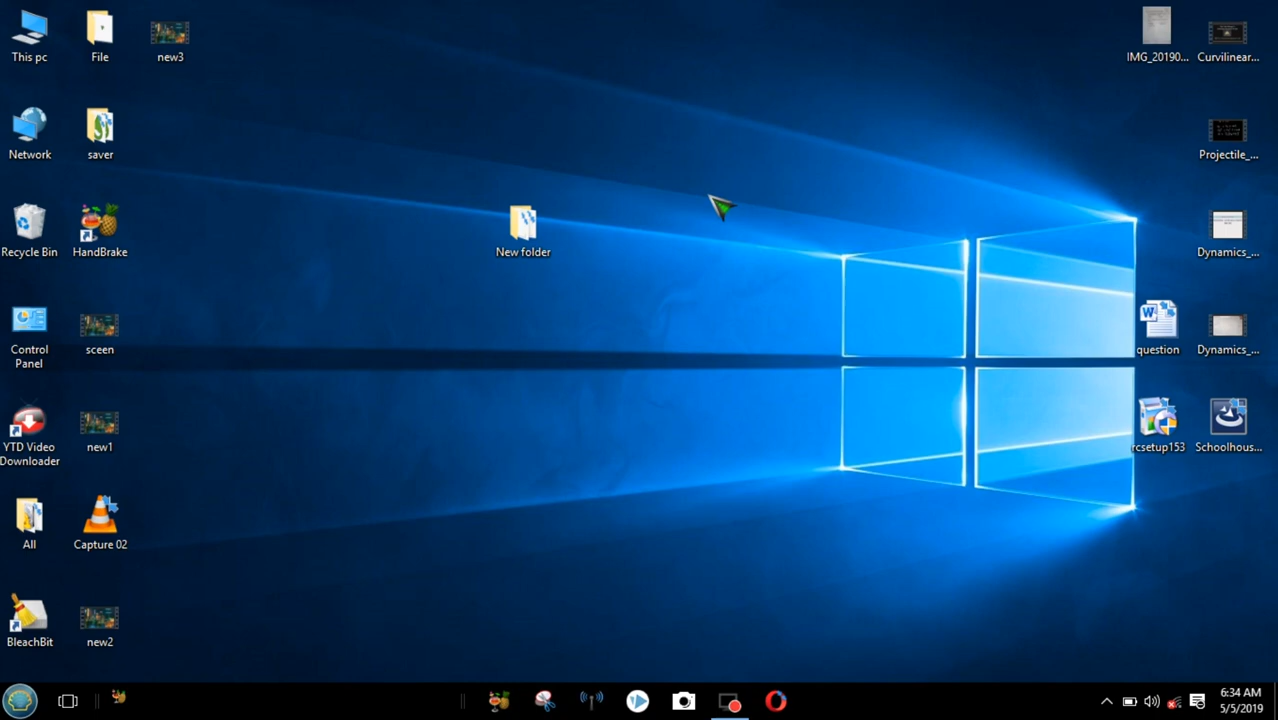 This pc
File
new3
IMG_20190...
Curvilinear...
Network
saver
Projectile_...
Recycle Bin
HandBrake
New folder
Dynamics_...
Control
Panel
sceen
question
Dynamics_...
YTD Video
Downloader
new1
rcsetup153
Schoolhous...
All
Capture 02
BleachBit
new2
6:34 AM
5/5/2019